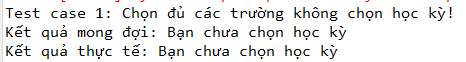 Test case 1: Chọn đủ các trường không chọn học kỳ!
Kết quả mong đợi: Bạn chưa chọn học kỳ
Kết quả thực tế: Bạn chưa chọn học kỳ